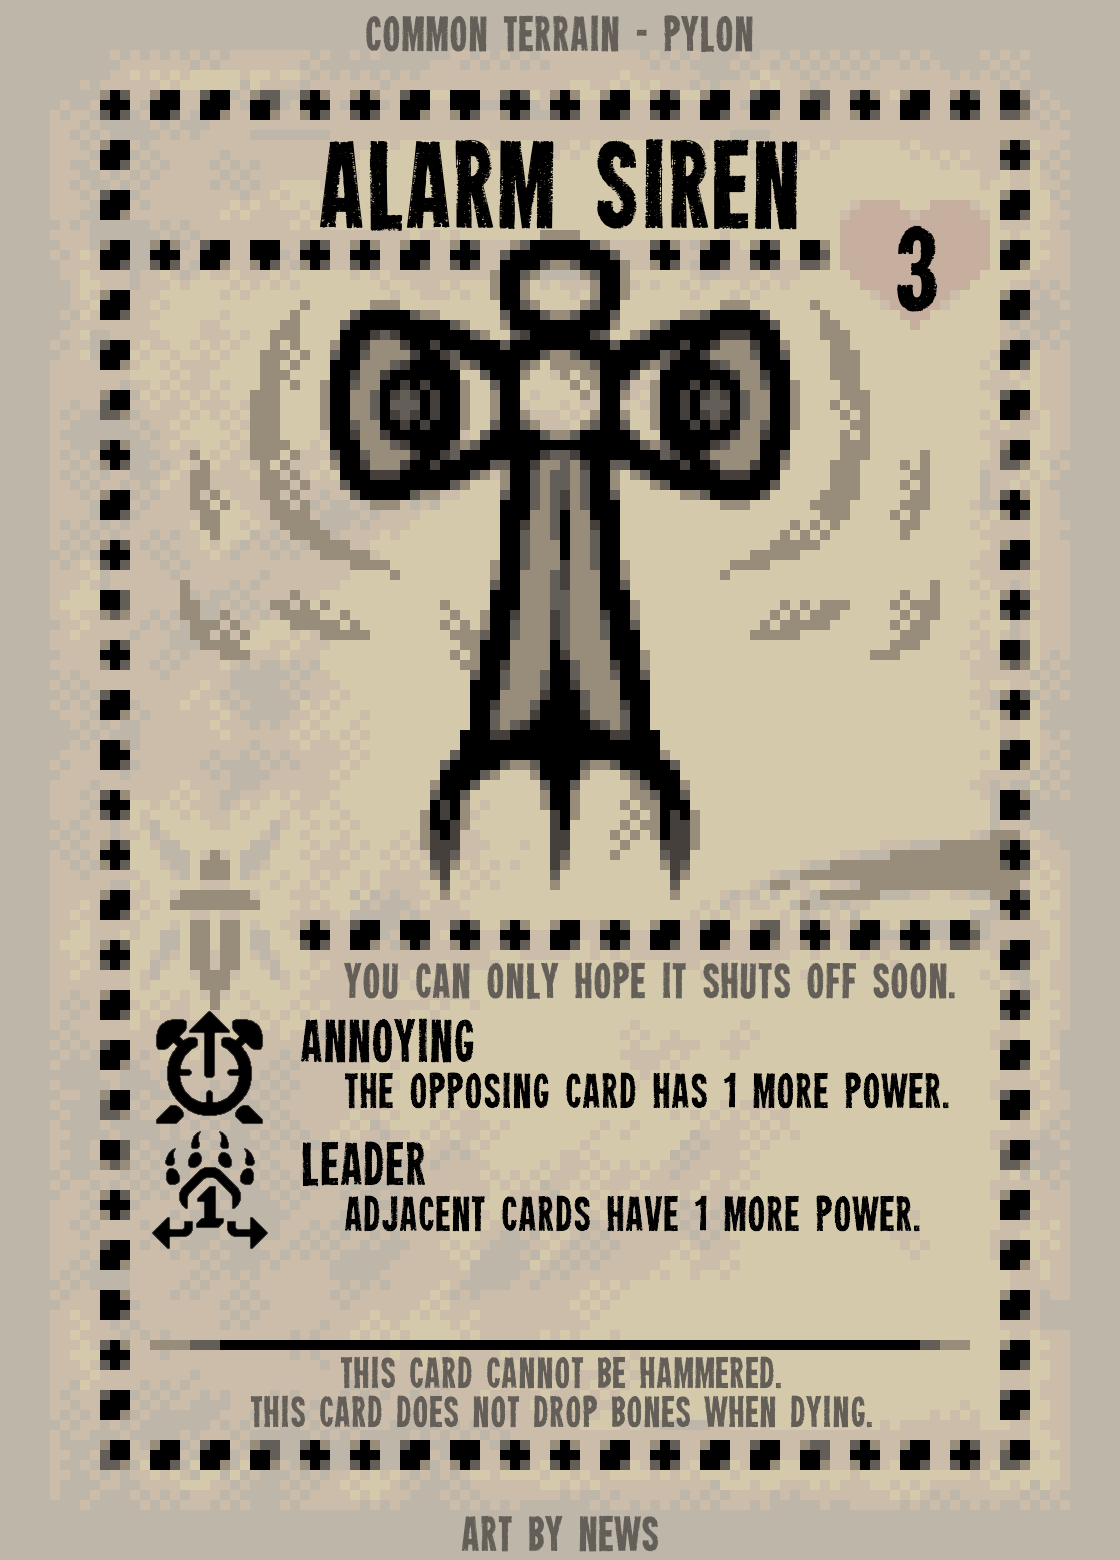 COMMON TERRAIN - PYLON
ALARM SIREN
3
YOU CAN ONLY HOPE IT SHUTS OFF SOON.
ANNOYING
THE OPPOSING CARD HAS 1 MORE POWER.
LEADER
1
ADJACENT CARDS HAVE 1 MORE POWER.
THIS CARD CANNOT BE HAMMERED.
THIS CARD DOES NOT DROP BONES WHEN DYING.
ART BY NEWS